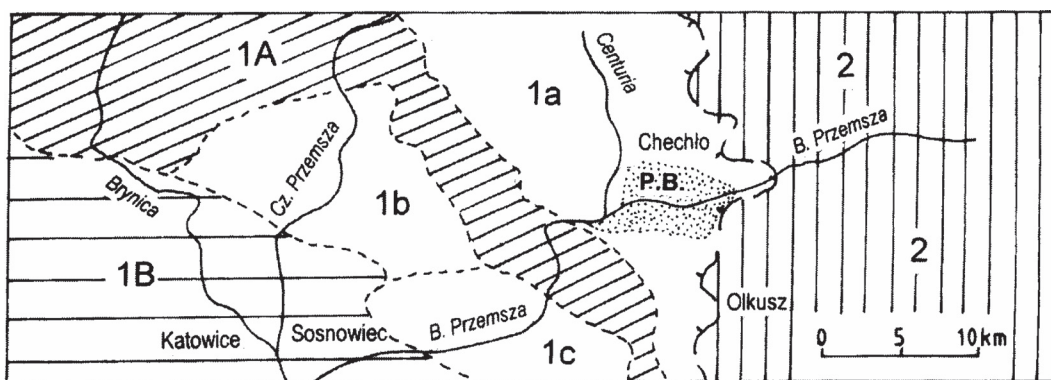 1A
Centuria
1a
2
Cz. Przemsza
Chechło
B. Przemsza
P.B.
Brynica
1b
2
1B
Olkusz
B. Przemsza
Katowice
Sosnowiec
1c
0 5 10 km